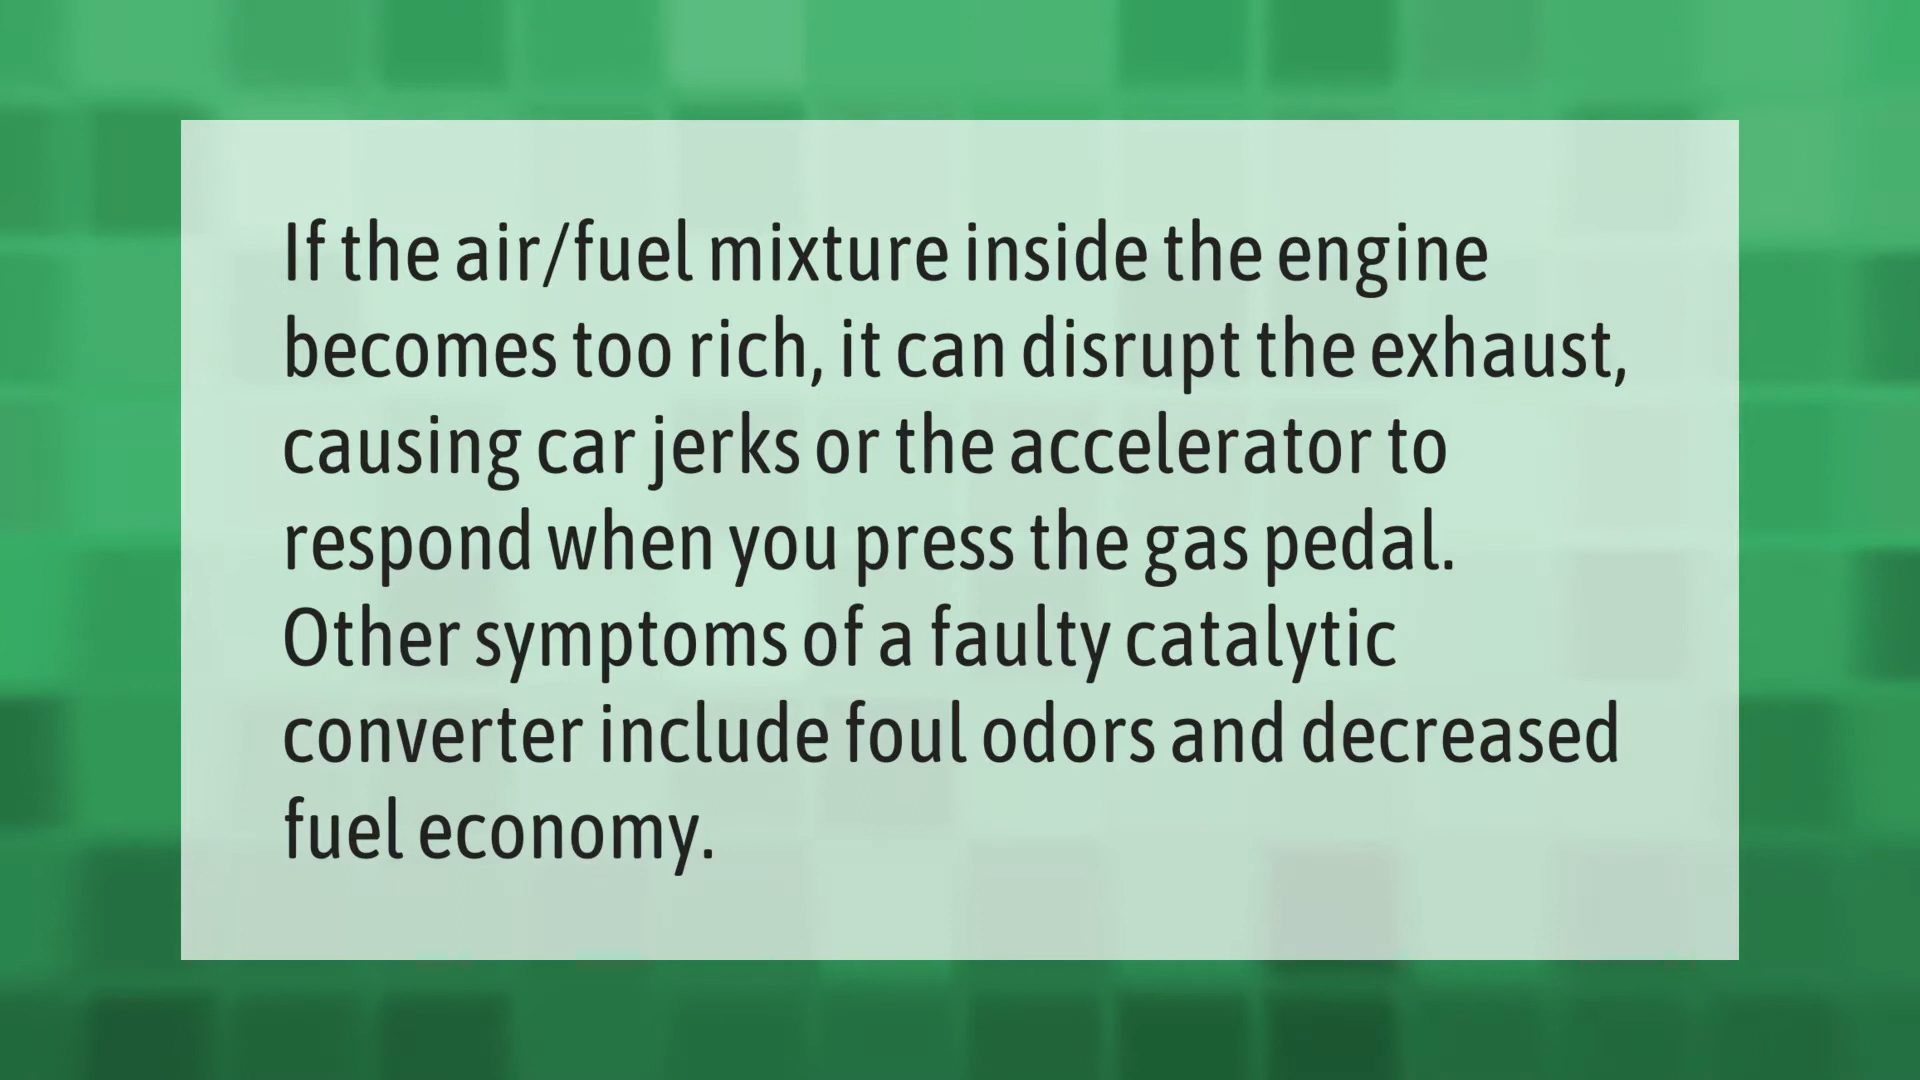 If the air/fuel mixture inside the engine
becomes too rich, it can disrupt the exhaust,
causing car jerks or the accelerator to
respond when you press the gas pedal.
Other symptoms of a faulty catalytic
converter include foul odors and decreased
fuel economy.